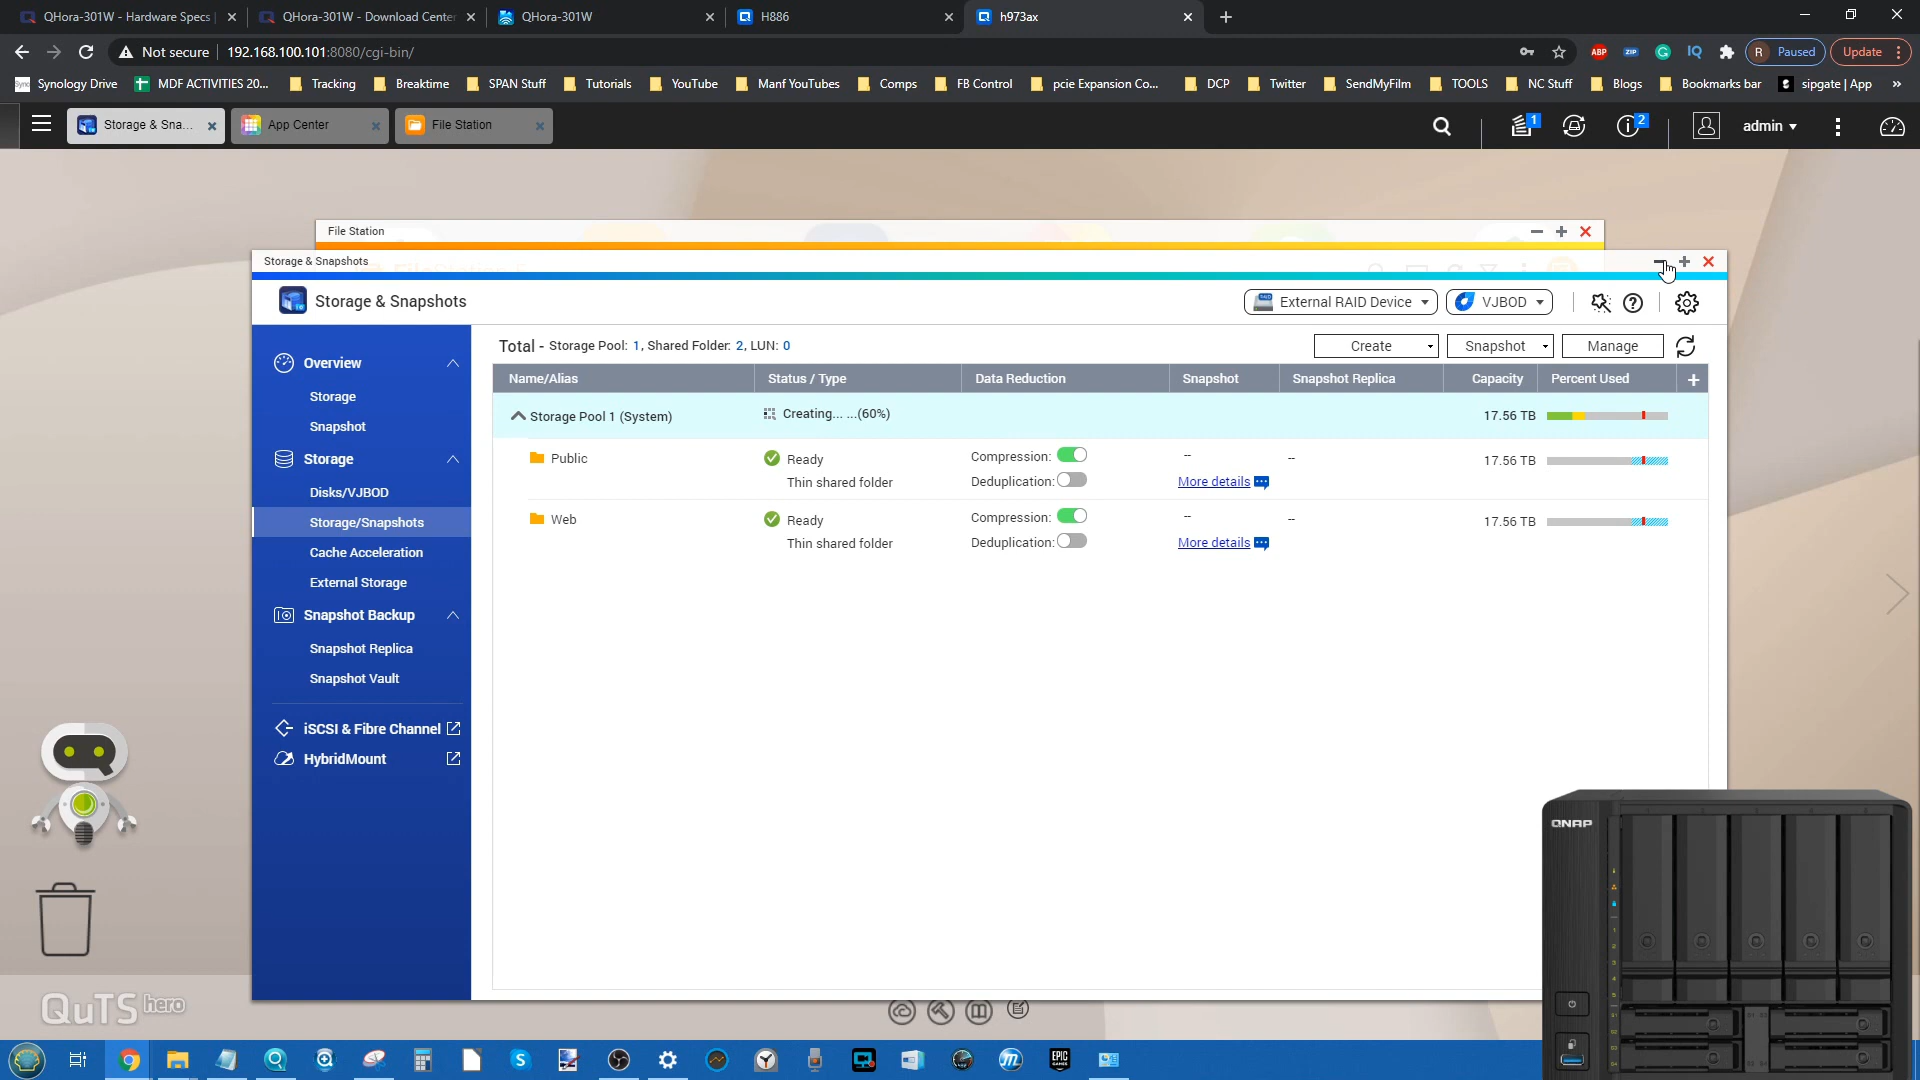 QHora-301W - Hardware Specs
QHora-301W - Download Center
QHora-301W
H886
h973ax
Not secure
192.168.100.101:8080/cgi-bin/
ABP
ZIP
IQ
R
Paused
Update
Synology Drive
MDF ACTIVITIES 20...
Tracking
Breaktime
SPAN Stuff
Tutorials
YouTube
Manf YouTubes
Comps
FB Control
pcie Expansion Co...
DCP
Twitter
SendMyFilm
TOOLS
NC Stuff
Blogs
Bookmarks bar
sipgate | App
»
Storage & Sna...
App Center
File Station
1
2
admin
File Station
Storage & Snapshots
Storage & Snapshots
External RAID Device
VJBOD
Overview
Storage
Snapshot
Storage
Disks/VJBOD
Storage/Snapshots
Cache Acceleration
External Storage
Snapshot Backup
Snapshot Replica
Snapshot Vault
iSCSI & Fibre Channel
HybridMount
Total - Storage Pool: 1, Shared Folder: 2, LUN: 0
Create
Snapshot
Manage
Name/Alias
Status / Type
Data Reduction
Snapshot
Snapshot Replica
Capacity
Percent Used
Storage Pool 1 (System)
Creating... ...(60%)
17.56 TB
Public
Ready
Thin shared folder
Compression:
Deduplication:
--
More details
--
17.56 TB
Web
Ready
Thin shared folder
Compression:
Deduplication:
--
More details
--
17.56 TB
QNAP
QuTS hero
EPIC
GAMES